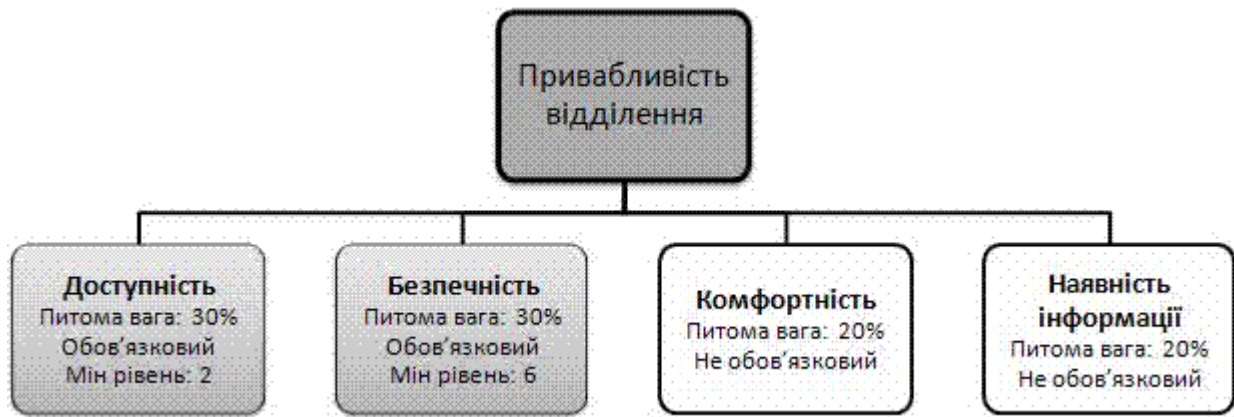 Привабливість
відділення
Доступність
Питома вага: 30%
Обов’язковий
Мін рівень: 2
Безпечність
Питома вага: 30%
Обов’язковий
Мін рівень: 6
Комфортність
Питома вага: 20%
Не обов’язковий
Наявність
інформації
Питома вага: 20%
Не обов’язковий